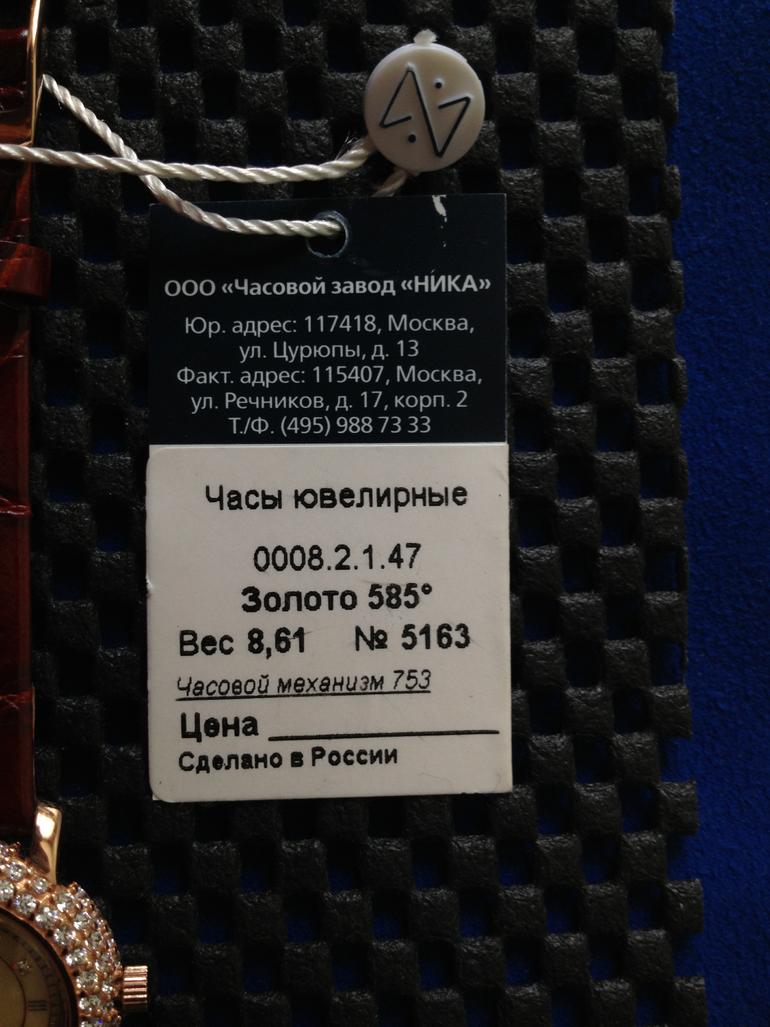 ООО «Часовой завод «НИКА»
Юр. адрес: 117418, Москва,
ул. Цурюпы, д. 13
Факт. адрес: 115407, Москва,
ул. Речников, д. 17, корп. 2
Т./Ф. (495) 988 73 33
Часы ювелирные
0008.2.1.47
Золото 585°
Вес 8,61 № 5163
Часовой механизм 753
Цена
Сделано в России